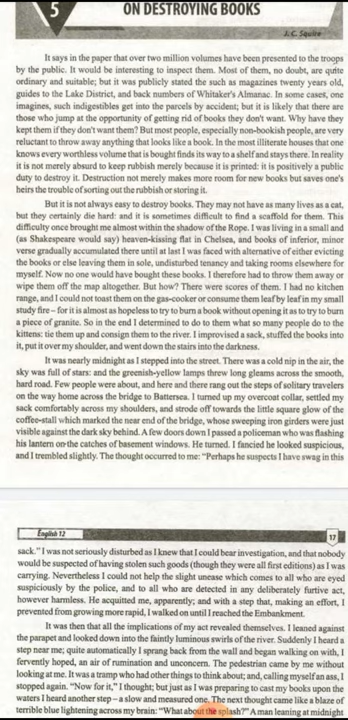 5
ON DESTROYING BOOKS
J.C. Squire
It says in the paper that over two million volumes have been presented to the troops
by the public. It would be interesting to inspect them. Most of them, no doubt, are quite
ordinary and suitable; but it was publicly stated the such as magazines twenty years old,
guides to the Lake District, and back numbers of Whitaker's Almanac. In some cases, one
imagines, such indigestibles get into the parcels by accident; but it is likely that there are
those who jump at the opportunity of getting rid of books they don't want. Why have they
kept them if they don't want them? But most people, especially non-bookish people, are very
reluctant to throw away anything that looks like a book. In the most illiterate houses that one
knows every worthless volume that is bought finds its way to a shelf and stays there. In reality
it is not merely absurd to keep rubbish merely because it is printed: it is positively a public
duty to destroy it. Destruction not merely makes more room for new books but saves one's
heirs the trouble of sorting out the rubbish or storing it.
But it is not always easy to destroy books. They may not have as many lives as a cat,
but they certainly die hard: and it is sometimes difficult to find a scaffold for them. This
difficulty once brought me almost within the shadow of the Rope. I was living in a small and
(as Shakespeare would say) heaven-kissing flat in Chelsea, and books of inferior, minor
verse gradually accumulated there until at last I was faced with alternative of either evicting
the books or else leaving them in sole, undisturbed tenancy and taking rooms elsewhere for
myself. Now no one would have bought these books. I therefore had to throw them away or
wipe them off the map altogether. But how? There were scores of them. I had no kitchen
range, and I could not toast them on the gas-cooker or consume them leaf by leaf in my small
study fire – for it is almost as hopeless to try to burn a book without opening it as to try to burn
a piece of granite. So in the end I determined to do to them what so many people do to the
kittens: tie them up and consign them to the river. I improvised a sack, stuffed the books into
it, put it over my shoulder, and went down the stairs into the darkness.
It was nearly midnight as I stepped into the street. There was a cold nip in the air, the
sky was full of stars: and the greenish-yellow lamps threw long gleams across the smooth,
hard road. Few people were about, and here and there rang out the steps of solitary travelers
on the way home across the bridge to Battersea. I turned up my overcoat collar, settled my
sack comfortably across my shoulders, and strode off towards the little square glow of the
coffee-stall which marked the near end of the bridge, whose sweeping iron girders were just
visible against the dark sky behind. A few doors down I passed a policeman who was flashing
his lantern on the catches of basement windows. He turned. I fancied he looked suspicious,
and I trembled slightly. The thought occurred to me: "Perhaps he suspects I have swag in this
English 12
17
sack." I was not seriously disturbed as I knew that I could bear investigation, and that nobody
would be suspected of having stolen such goods (though they were all first editions) as I was
carrying. Nevertheless I could not help the slight unease which comes to all who are eyed
suspiciously by the police, and to all who are detected in any deliberately furtive act,
however harmless. He acquitted me, apparently; and with a step that, making an effort, I
prevented from growing more rapid, I walked on until I reached the Embankment.
It was then that all the implications of my act revealed themselves. I leaned against
the parapet and looked down into the faintly luminous swirls of the river. Suddenly I heard a
step near me; quite automatically I sprang back from the wall and began walking on with, I
fervently hoped, an air of rumination and unconcern. The pedestrian came by me without
looking at me. It was a tramp who had other things to think about; and, calling myself an ass, I
stopped again. "Now for it," I thought; but just as I was preparing to cast my books upon the
waters I heard another step – a slow and measured one. The next thought came like a blaze of
terrible blue lightening across my brain: "What about the splash?" A man leaning at midnight